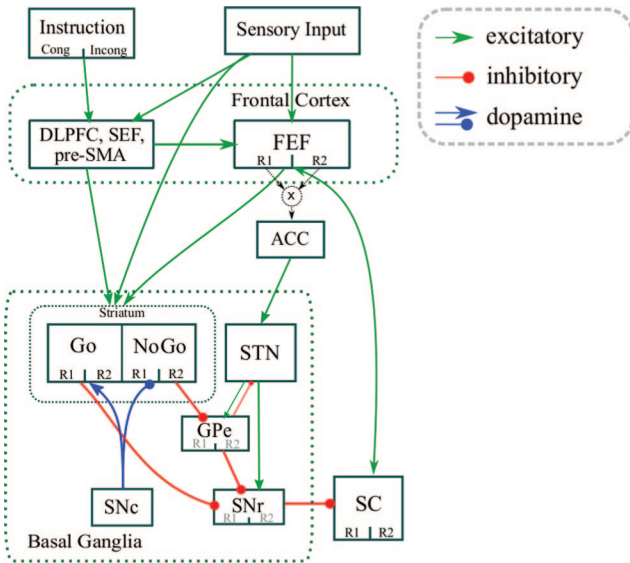 Instruction
Cong Incong
Sensory Input
excitatory
inhibitory
dopamine
Frontal Cortex
DLPFC, SEF,
pre-SMA
FEF
R1 R2
x
ACC
Striatum
Go
NoGo
R1 R2
R1 R2
STN
GPe
R1 R2
SNc
SNr
R1 R2
SC
R1 R2
Basal Ganglia